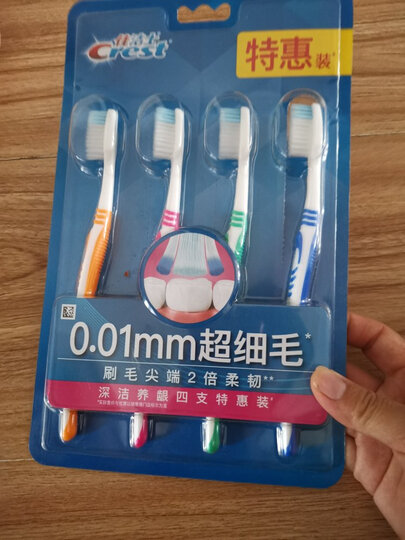 佳洁士
Crest
特惠装
0.01mm超细毛*
刷毛尖端2倍柔韧**
深洁养龈四支特惠装*